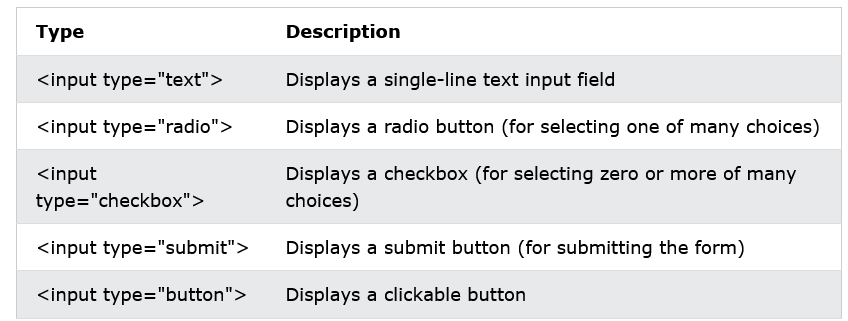 Type Description
<input type="text"> Displays a single-line text input field
<input type="radio"> Displays a radio button (for selecting one of many choices)
<input Displays a checkbox (for selecting zero or more of many
type="checkbox"> choices)
<input type="submit"> Displays a submit button (for submitting the form)
<input type="button"> Displays a clickable button